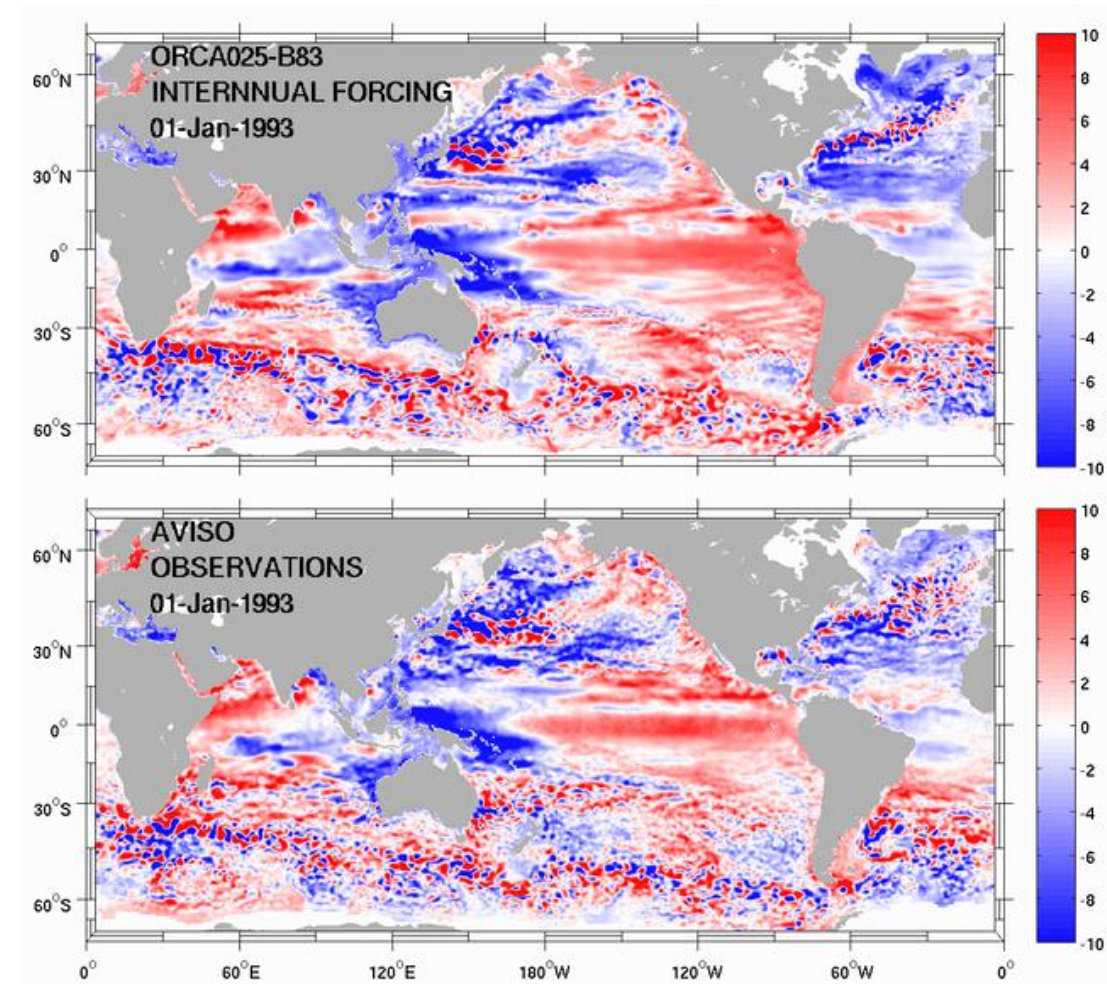 ORCA025-B83
INTERNNUAL FORCING
01-Jan-1993
60°N
30°N
0°
30°S
60°S
10
8
6
4
2
0
-2
-4
-6
-8
-10
AVISO
OBSERVATIONS
01-Jan-1993
60°N
30°N
0°
30°S
60°S
0° 60°E 120°E 180°W 120°W 60°W 0°
10
8
6
4
2
0
-2
-4
-6
-8
-10